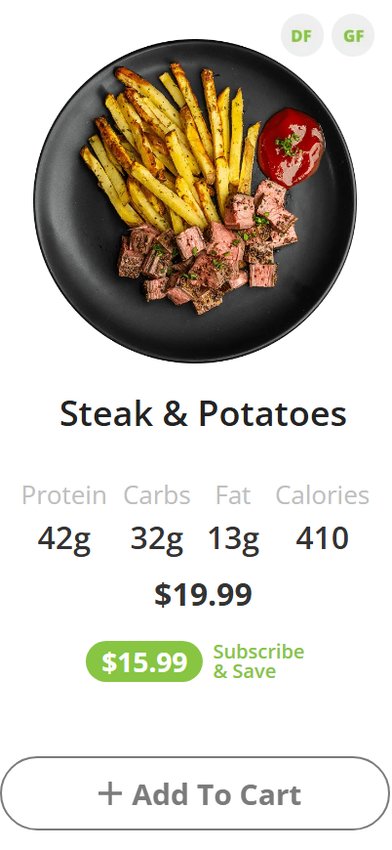 DF GF
Steak & Potatoes
Protein Carbs Fat Calories
42g 32g 13g 410
$19.99
$15.99 Subscribe
& Save
+ Add To Cart